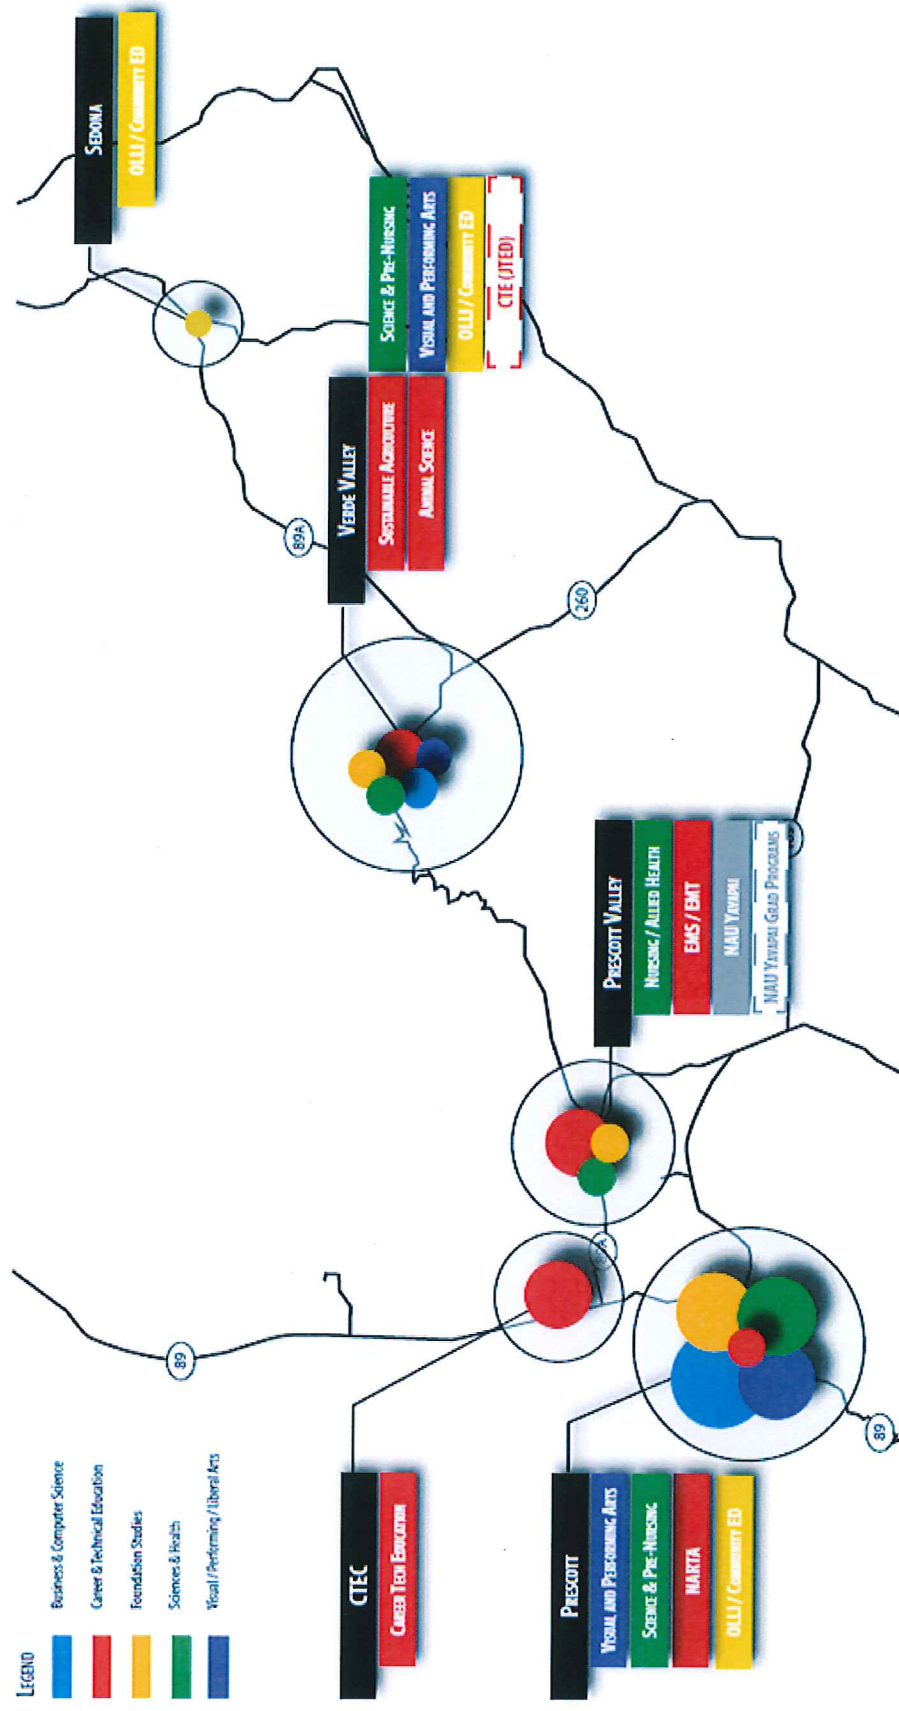 LEGEND
Business & Computer Science
Career & Technical Education
Foundation Studies
Sciences & Health
Visual / Performing / Liberal Arts
CTEC
CAREER TECH EDUCATION
PRESCOTT
VISUAL AND PERFORMING ARTS
SCIENCE & PRE-NURSING
NARTA
OLLI / COMMUNITY ED
89
89
PRESCOTT VALLEY
NURSING / ALLIED HEALTH
EMS / EMT
NAU YAVAPAI
NAU YAVAPAI GRAD PROGRAMS
VERDE VALLEY
SUSTAINABLE AGRICULTURE
ANIMAL SCIENCE
SCIENCE & PRE-NURSING
VISUAL AND PERFORMING ARTS
OLLI / COMMUNITY ED
CTE (JTED)
89A
260
SEDONA
OLLI / COMMUNITY ED